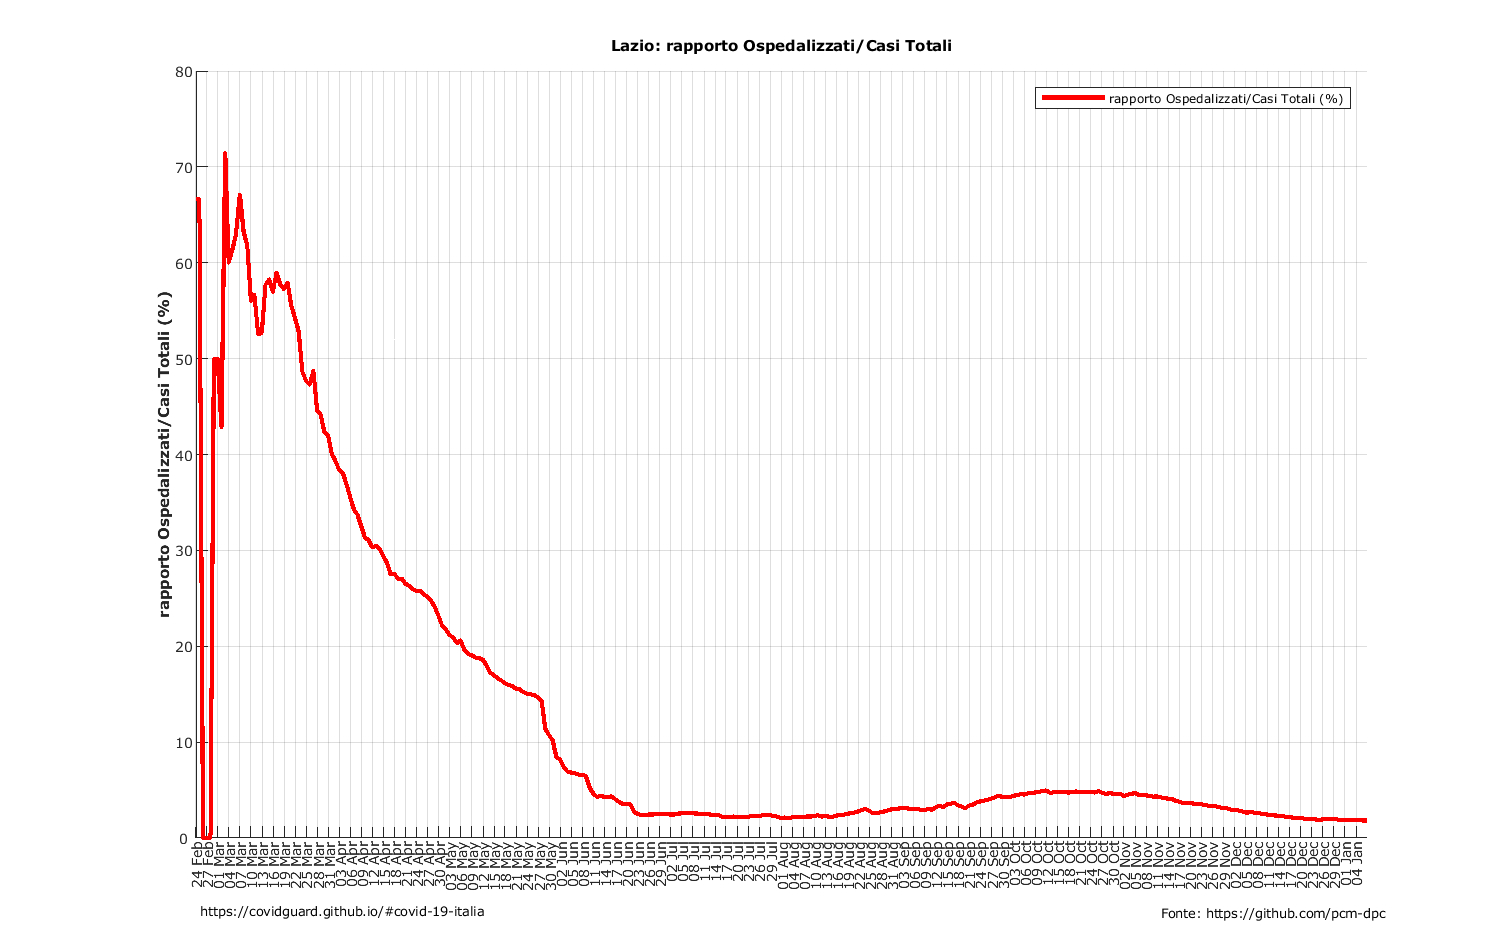 Lazio: rapporto Ospedalizzati/Casi Totali
rapporto Ospedalizzati/Casi Totali (%)
rapporto Ospedalizzati/Casi Totali (%)
80
70
60
50
40
30
20
10
0
24 Feb
27 Feb
01 Mar
04 Mar
07 Mar
10 Mar
13 Mar
16 Mar
19 Mar
22 Mar
25 Mar
28 Mar
31 Mar
03 Apr
06 Apr
09 Apr
12 Apr
15 Apr
18 Apr
21 Apr
24 Apr
27 Apr
30 Apr
03 May
06 May
09 May
12 May
15 May
18 May
21 May
24 May
27 May
30 May
02 Jun
05 Jun
08 Jun
11 Jun
14 Jun
17 Jun
20 Jun
23 Jun
26 Jun
29 Jun
02 Jul
05 Jul
08 Jul
11 Jul
14 Jul
17 Jul
20 Jul
23 Jul
26 Jul
29 Jul
01 Aug
04 Aug
07 Aug
10 Aug
13 Aug
16 Aug
19 Aug
22 Aug
25 Aug
28 Aug
31 Aug
03 Sep
06 Sep
09 Sep
12 Sep
15 Sep
18 Sep
21 Sep
24 Sep
27 Sep
30 Sep
03 Oct
06 Oct
09 Oct
12 Oct
15 Oct
18 Oct
21 Oct
24 Oct
27 Oct
30 Oct
02 Nov
05 Nov
08 Nov
11 Nov
14 Nov
17 Nov
20 Nov
23 Nov
26 Nov
29 Nov
02 Dec
05 Dec
08 Dec
11 Dec
14 Dec
17 Dec
20 Dec
23 Dec
26 Dec
29 Dec
01 Jan
04 Jan
https://covidguard.github.io/#covid-19-italia
Fonte: https://github.com/pcm-dpc